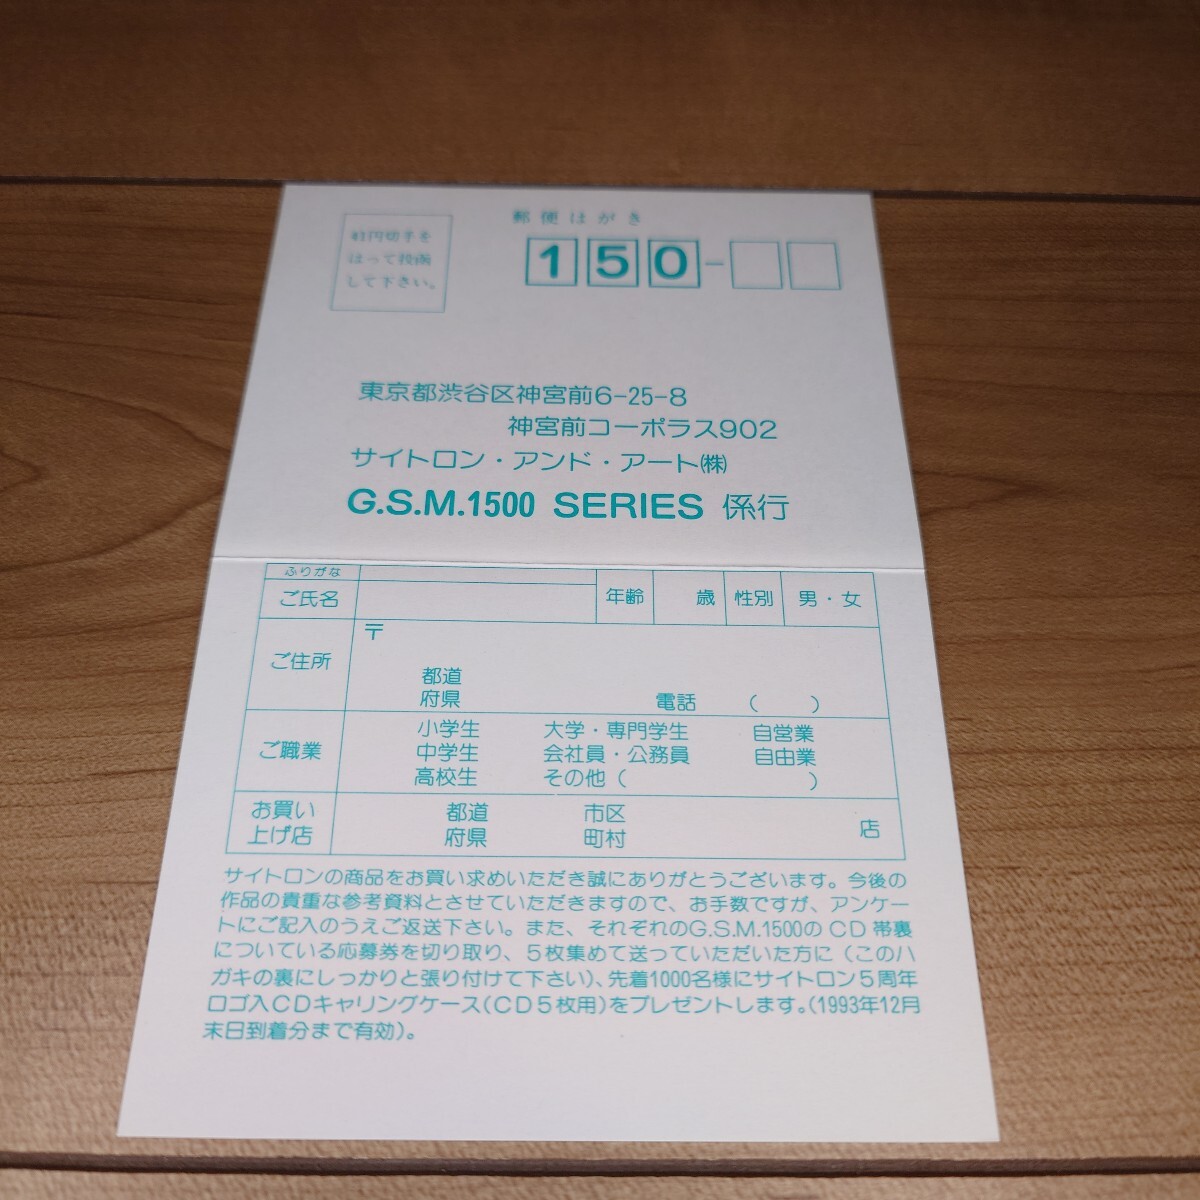 郵便はがき
41円切手を
はって投函
して下さい。
150-
東京都渋谷区神宮前6-25-8
神宮前コーポラス902
サイトロン・アンド・アート㈱
G.S.M.1500 SERIES 係行
ふりがな
ご氏名 年齢 歳 性別 男・女
〒
ご住所
都道
府県 電話 ( )
小学生 大学・専門学生 自営業
ご職業 中学生 会社員・公務員 自由業
高校生 その他 ( )
お買い 都道 市区
上げ店 府県 町村 店
サイトロンの商品をお買い求めいただき誠にありがとうございます。今後の
作品の貴重な参考資料とさせていただきますので、お手数ですが、アンケー
トにご記入のうえご返送下さい。また、それぞれのG.S.M.1500のCD帯裏
についている応募券を切り取り、5枚集めて送っていただいた方に(このハ
ガキの裏にしっかりと張り付けて下さい)、先着1000名様にサイトロン5周年
ロゴ入CDキャリングケース(CD5枚用)をプレゼントします。(1993年12月
末日到着分まで有効)。